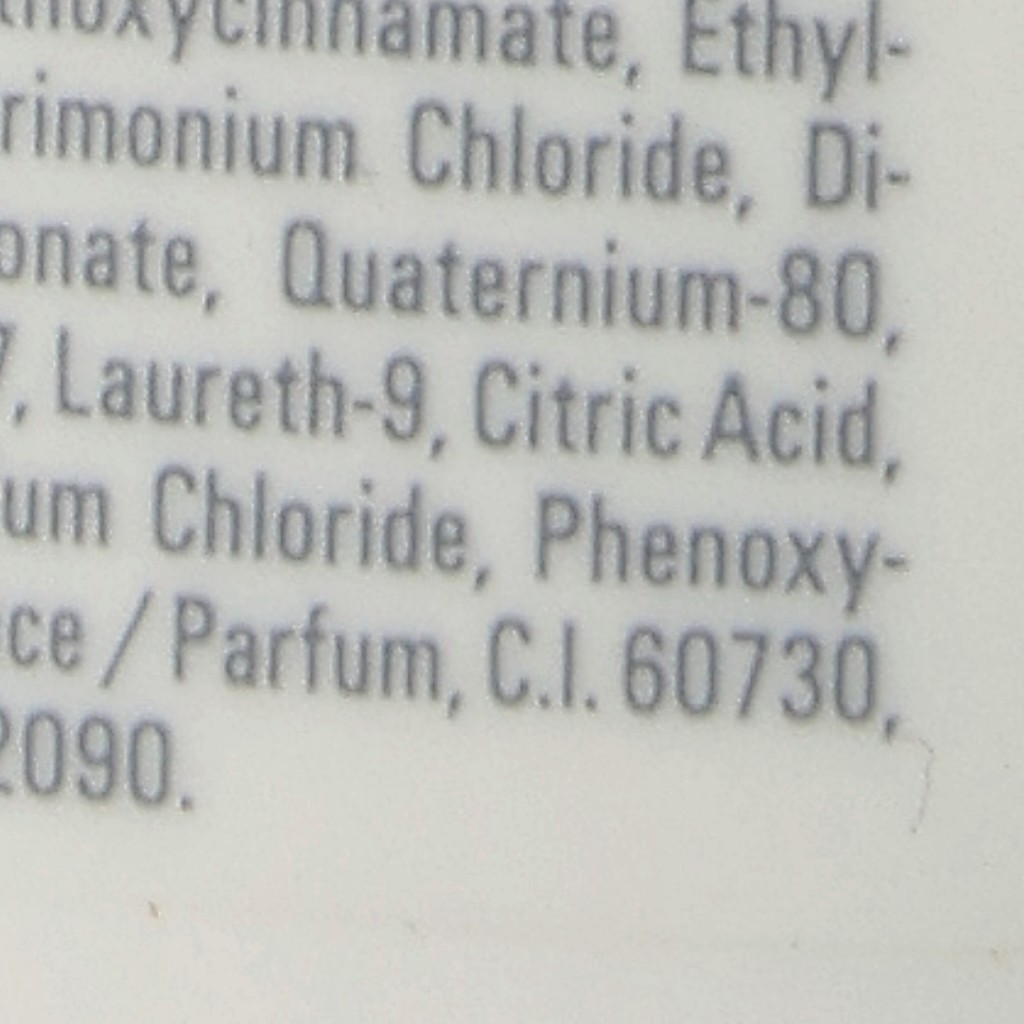 thoxycinnamate, Ethyl-
rimonium Chloride, Di-
onate, Quaternium-80,
7, Laureth-9, Citric Acid,
um Chloride, Phenoxy-
ce / Parfum, C.I. 60730,
2090.